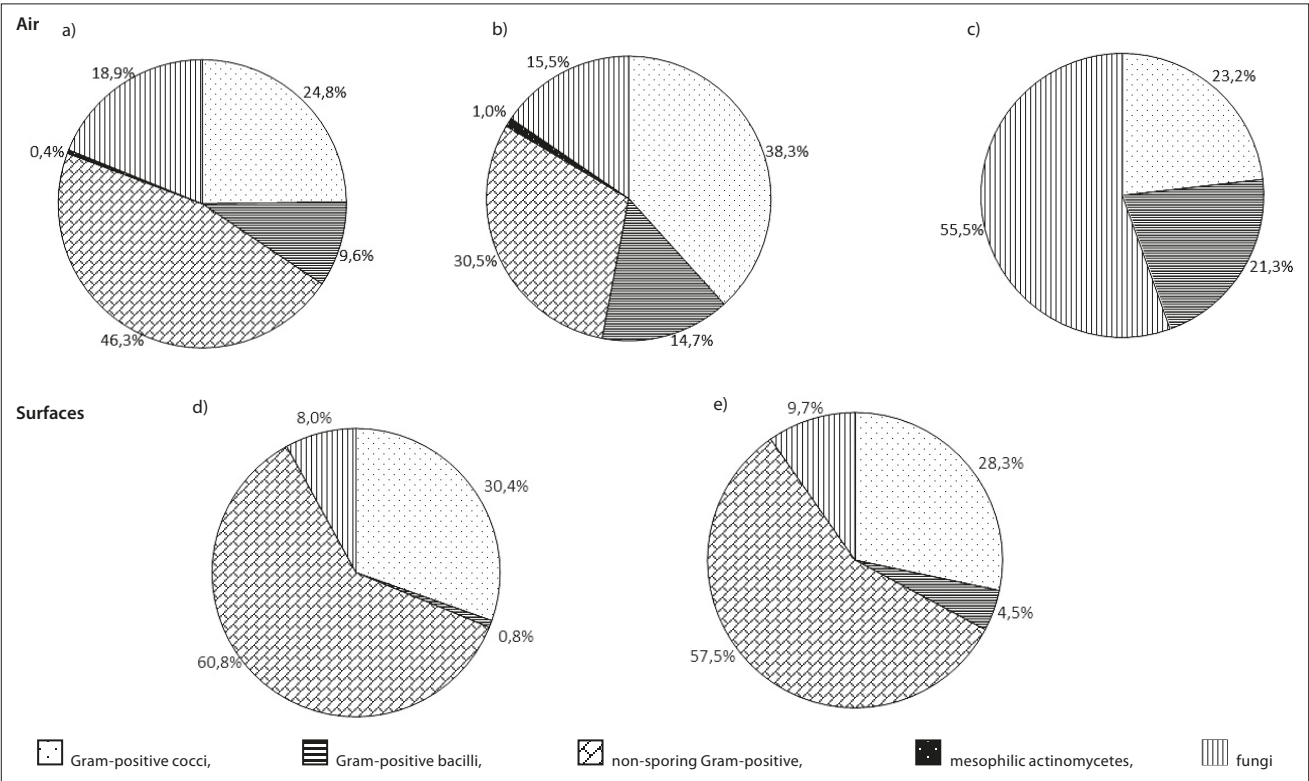 Air
a)
b)
c)
18,9%
24,8%
0,4%
9,6%
46,3%
15,5%
1,0%
38,3%
30,5%
14,7%
23,2%
55,5%
21,3%
Surfaces
d)
e)
8,0%
30,4%
0,8%
60,8%
9,7%
28,3%
4,5%
57,5%
Gram-positive cocci, Gram-positive bacilli, non-sporing Gram-positive, mesophilic actinomycetes, fungi